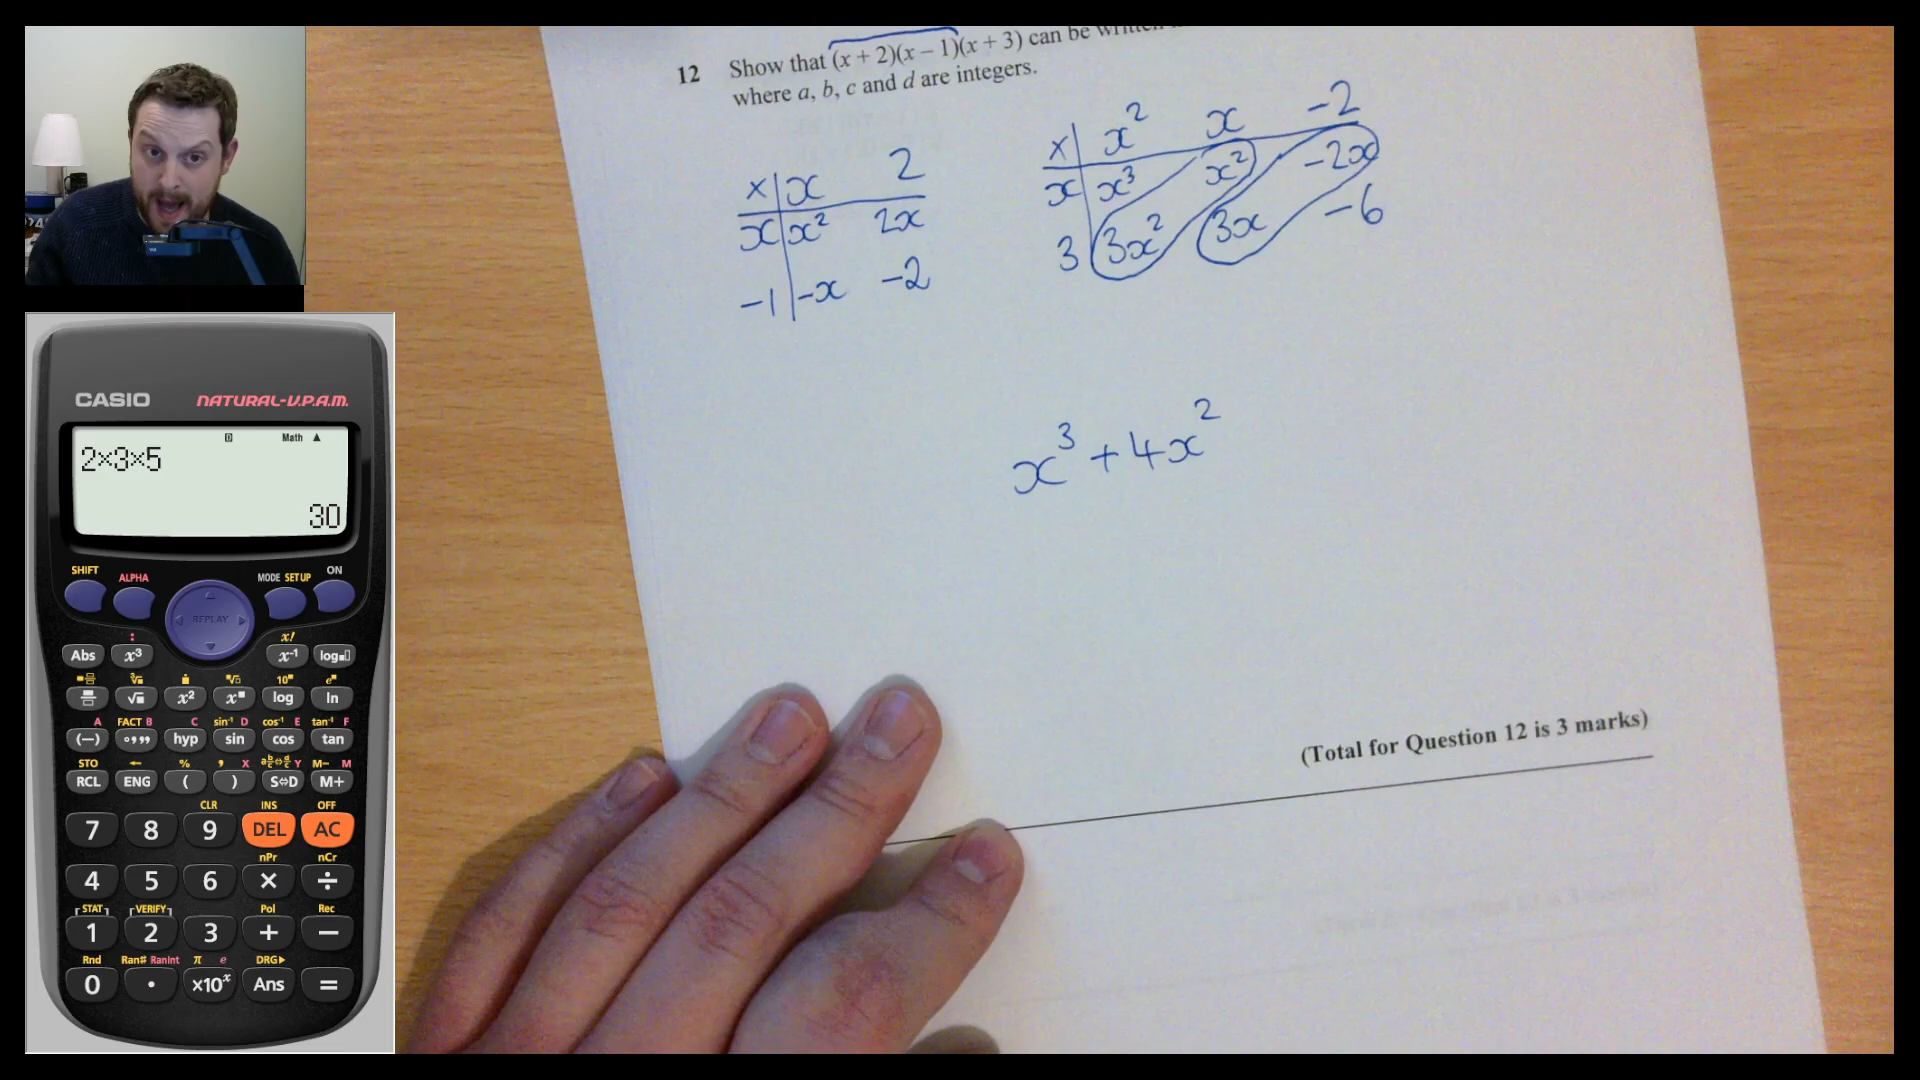 12 Show that (x + 2)(x – 1)(x + 3) can be written
where a, b, c and d are integers.
× x 2
x x² 2x
-1 -x -2
× x² x -2
x x³ x² -2x
3 3x² 3x -6
x³ + 4x²
(Total for Question 12 is 3 marks)
CASIO NATURAL-V.P.A.M.
D Math ▲
2×3×5
30
SHIFT ALPHA MODE SETUP ON
REPLAY
: x!
Abs x³ x⁻¹ log
10 e
√ x² x log ln
A FACT B C sin⁻¹ D cos⁻¹ E tan⁻¹ F
(—) hyp sin cos tan
STO ← % , X Y M– M
RCL ENG ( ) S⇔D M+
CLR INS OFF
7 8 9 DEL AC
nPr nCr
4 5 6 × ÷
STAT VERIFY Pol Rec
1 2 3 + −
Rnd Ran# RanInt π e DRG▶
0 . ×10ˣ Ans =